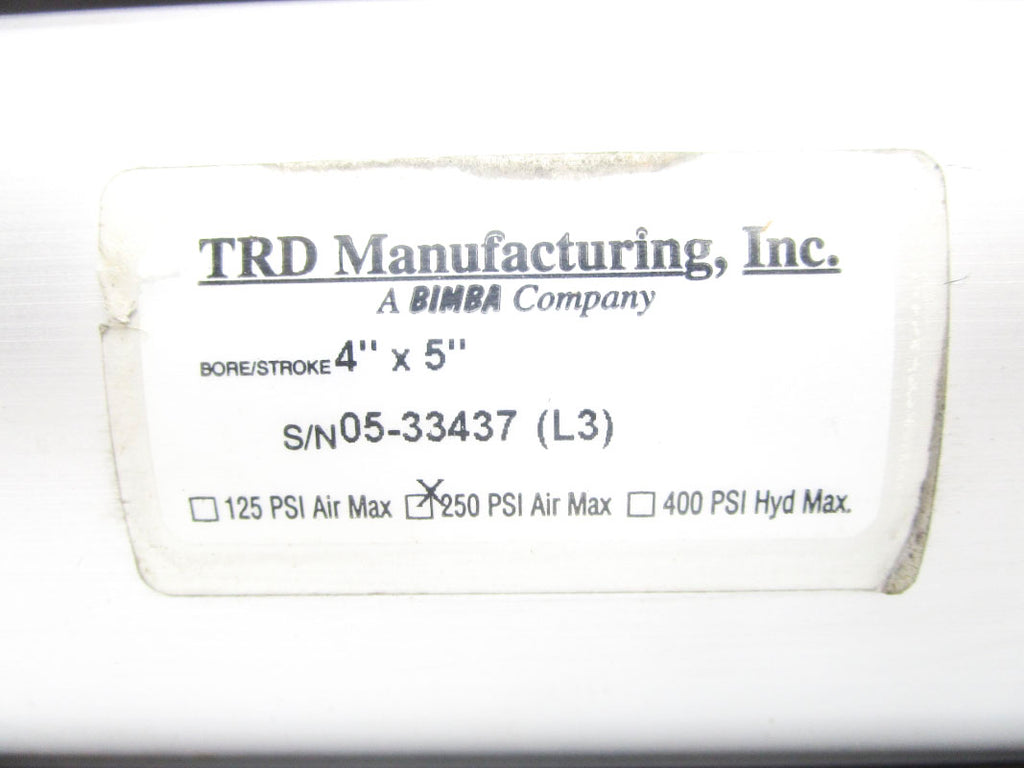 TRD Manufacturing, Inc.
A BIMBA Company
BORE/STROKE 4" x 5"
S/N 05-33437 (L3)
☐ 125 PSI Air Max ☒ 250 PSI Air Max ☐ 400 PSI Hyd Max.